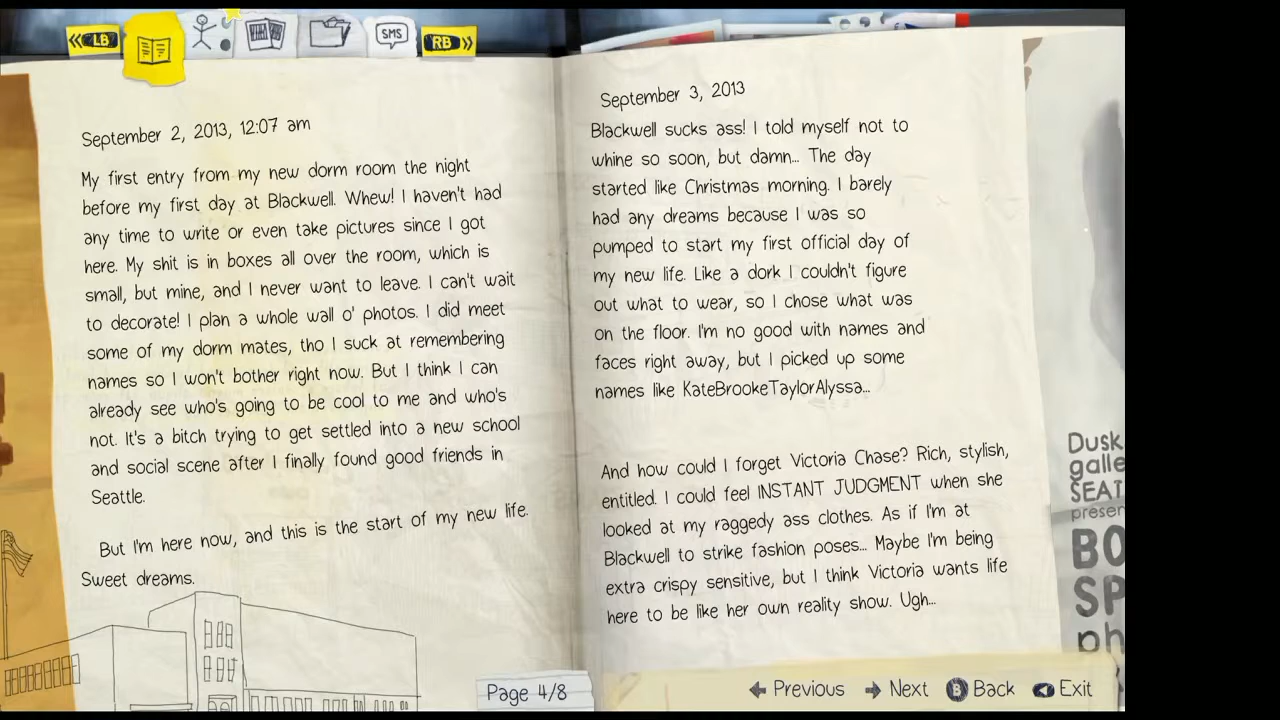 LB
SMS
RB
September 2, 2013, 12:07 am
My first entry from my new dorm room the night
before my first day at Blackwell. Whew! I haven't had
any time to write or even take pictures since I got
here. My shit is in boxes all over the room, which is
small, but mine, and I never want to leave. I can't wait
to decorate! I plan a whole wall o' photos. I did meet
some of my dorm mates, tho I suck at remembering
names so I won't bother right now. But I think I can
already see who's going to be cool to me and who's
not. It's a bitch trying to get settled into a new school
and social scene after I finally found good friends in
Seattle.
But I'm here now, and this is the start of my new life.
Sweet dreams.
September 3, 2013
Blackwell sucks ass! I told myself not to
whine so soon, but damn... The day
started like Christmas morning. I barely
had any dreams because I was so
pumped to start my first official day of
my new life. Like a dork I couldn't figure
out what to wear, so I chose what was
on the floor. I'm no good with names and
faces right away, but I picked up some
names like KateBrookeTaylorAlyssa...
And how could I forget Victoria Chase? Rich, stylish,
entitled. I could feel INSTANT JUDGMENT when she
looked at my raggedy ass clothes. As if I'm at
Blackwell to strike fashion poses... Maybe I'm being
extra crispy sensitive, but I think Victoria wants life
here to be like her own reality show. Ugh...
Dusk
galle
SEAT
presen
BO
SP
ph
Page 4/8
Previous Next B Back Exit